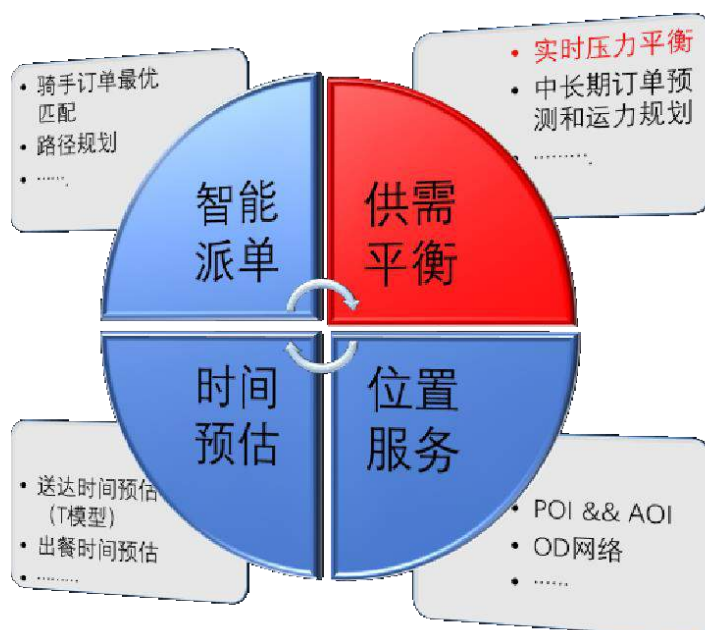 • 骑手订单最优
匹配
• 路径规划
• …….
• 实时压力平衡
• 中长期订单预
测和运力规划
• ……….
智能
派单
供需
平衡
时间
预估
位置
服务
• 送达时间预估
（T模型）
• 出餐时间预估
• ………
• POI && AOI
• OD网络
• ……